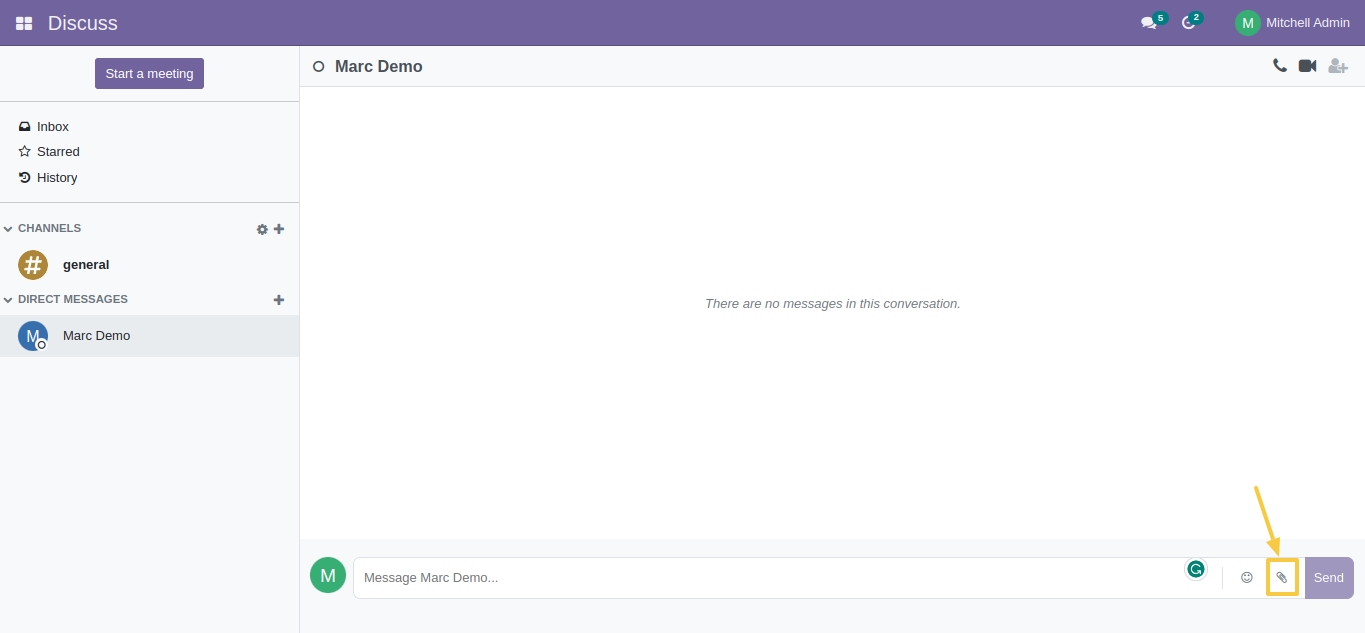 Discuss
5
2
M
Mitchell Admin
Start a meeting
Marc Demo
Inbox
Starred
History
CHANNELS
general
DIRECT MESSAGES
M
Marc Demo
There are no messages in this conversation.
M
Message Marc Demo...
Send